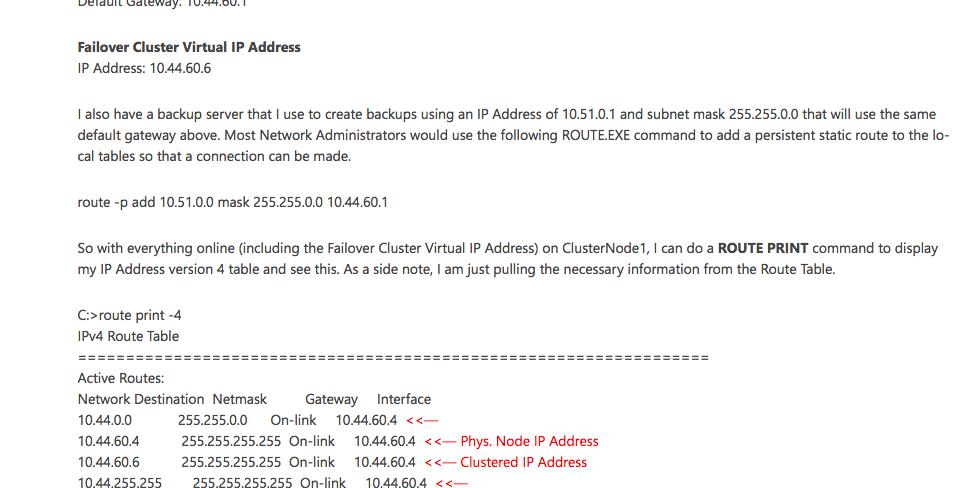 Default Gateway: 10.44.60.1
Failover Cluster Virtual IP Address
IP Address: 10.44.60.6
I also have a backup server that I use to create backups using an IP Address of 10.51.0.1 and subnet mask 255.255.0.0 that will use the same
default gateway above. Most Network Administrators would use the following ROUTE.EXE command to add a persistent static route to the lo-
cal tables so that a connection can be made.
route -p add 10.51.0.0 mask 255.255.0.0 10.44.60.1
So with everything online (including the Failover Cluster Virtual IP Address) on ClusterNode1, I can do a ROUTE PRINT command to display
my IP Address version 4 table and see this. As a side note, I am just pulling the necessary information from the Route Table.
C:>route print -4
IPv4 Route Table
==================================================================
Active Routes:
Network Destination Netmask Gateway Interface
10.44.0.0 255.255.0.0 On-link 10.44.60.4 <<—
10.44.60.4 255.255.255.255 On-link 10.44.60.4 <<— Phys. Node IP Address
10.44.60.6 255.255.255.255 On-link 10.44.60.4 <<— Clustered IP Address
10.44.255.255 255.255.255.255 On-link 10.44.60.4 <<—